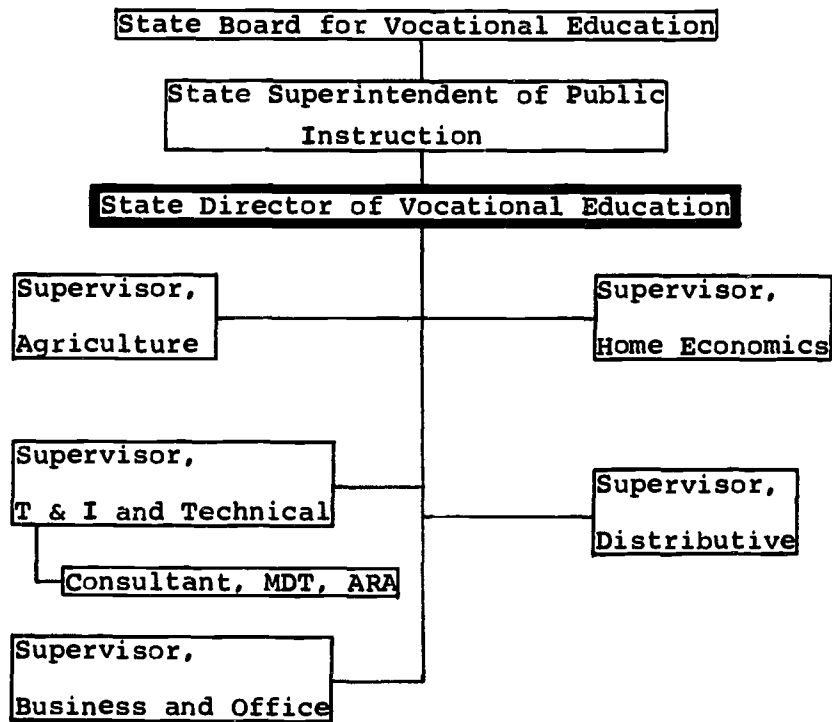 State Board for Vocational Education
State Superintendent of Public
Instruction
State Director of Vocational Education
Supervisor,
Agriculture
Supervisor,
Home Economics
Supervisor,
T & I and Technical
Consultant, MDT, ARA
Supervisor,
Distributive
Supervisor,
Business and Office